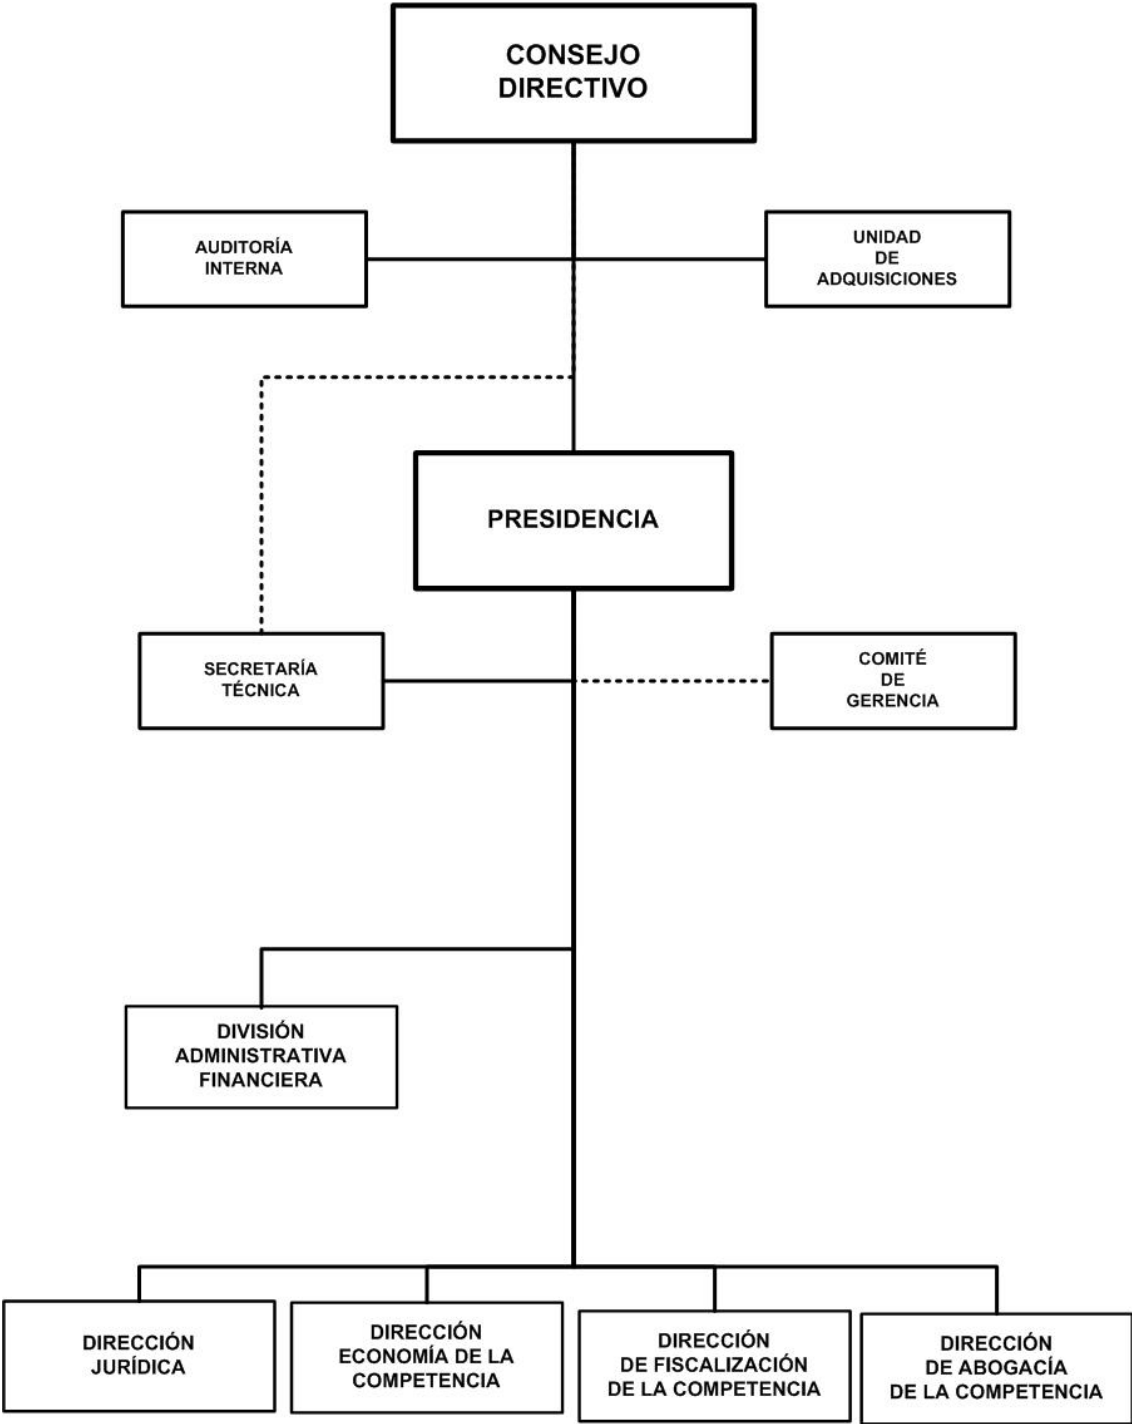 CONSEJO
DIRECTIVO
AUDITORÍA
INTERNA
UNIDAD
DE
ADQUISICIONES
PRESIDENCIA
SECRETARÍA
TÉCNICA
COMITÉ
DE
GERENCIA
DIVISIÓN
ADMINISTRATIVA
FINANCIERA
DIRECCIÓN
JURÍDICA
DIRECCIÓN
ECONOMÍA DE LA
COMPETENCIA
DIRECCIÓN
DE FISCALIZACIÓN
DE LA COMPETENCIA
DIRECCIÓN
DE ABOGACÍA
DE LA COMPETENCIA